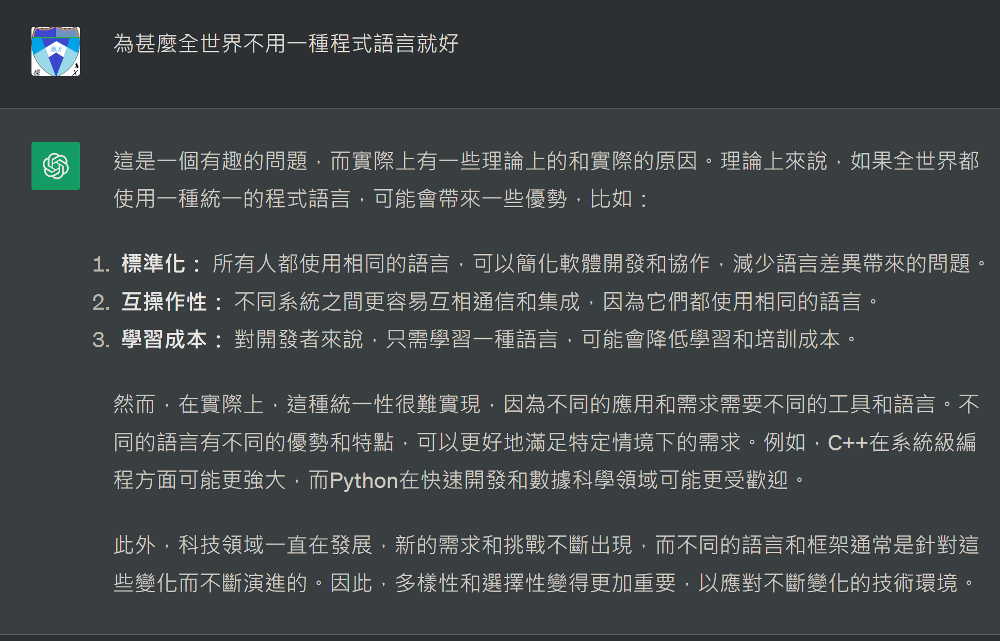 為甚麼全世界不用一種程式語言就好
這是一個有趣的問題，而實際上有一些理論上的和實際的原因。理論上來說，如果全世界都
使用一種統一的程式語言，可能會帶來一些優勢，比如：
1. 標準化： 所有人都使用相同的語言，可以簡化軟體開發和協作，減少語言差異帶來的問題。
2. 互操作性： 不同系統之間更容易互相通信和集成，因為它們都使用相同的語言。
3. 學習成本： 對開發者來說，只需學習一種語言，可能會降低學習和培訓成本。
然而，在實際上，這種統一性很難實現，因為不同的應用和需求需要不同的工具和語言。不
同的語言有不同的優勢和特點，可以更好地滿足特定情境下的需求。例如，C++在系統級編
程方面可能更強大，而Python在快速開發和數據科學領域可能更受歡迎。
此外，科技領域一直在發展，新的需求和挑戰不斷出現，而不同的語言和框架通常是針對這
些變化而不斷演進的。因此，多樣性和選擇性變得更加重要，以應對不斷變化的技術環境。